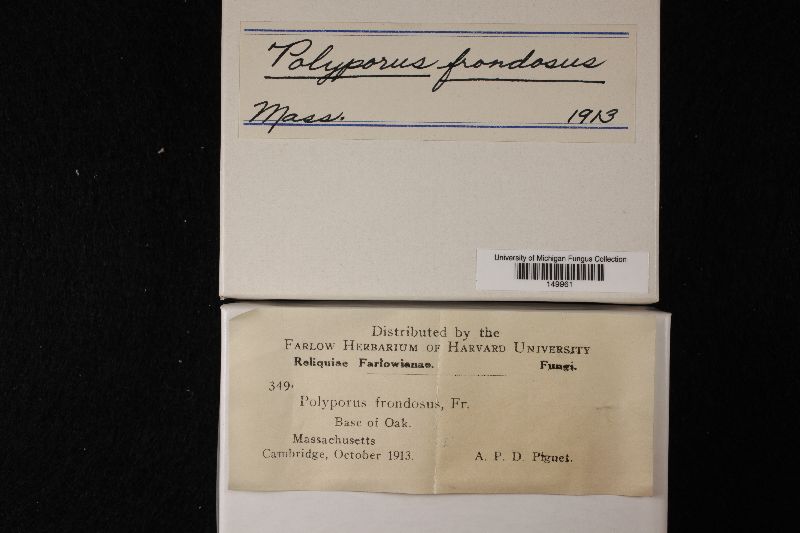 Polyporus frondosus
Mass. 1913
University of Michigan Fungus Collection
149961
Distributed by the
FARLOW HERBARIUM OF HARVARD UNIVERSITY
Reliquiae Farlowianae. Fungi.
349.
Polyporus frondosus, Fr.
Base of Oak.
Massachusetts
Cambridge, October 1913. A. P. D. Piguet.